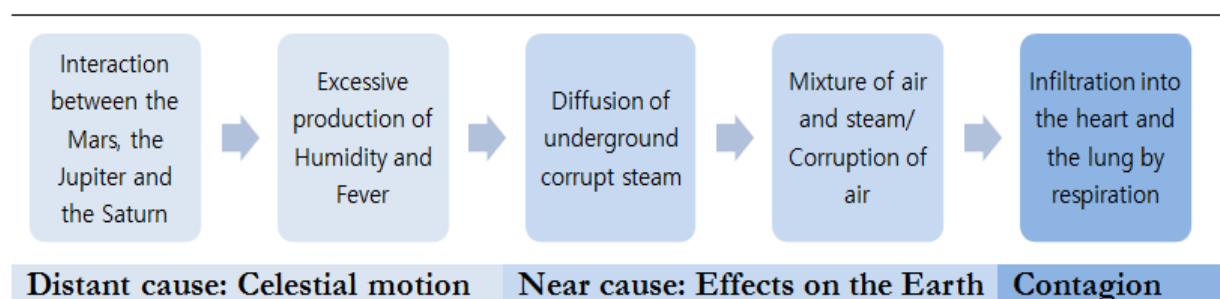 Interaction
between the
Mars, the
Jupiter and
the Saturn
Excessive
production of
Humidity and
Fever
Diffusion of
underground
corrupt steam
Mixture of air
and steam/
Corruption of
air
Infiltration into
the heart and
the lung by
respiration
Distant cause: Celestial motion
Near cause: Effects on the Earth
Contagion